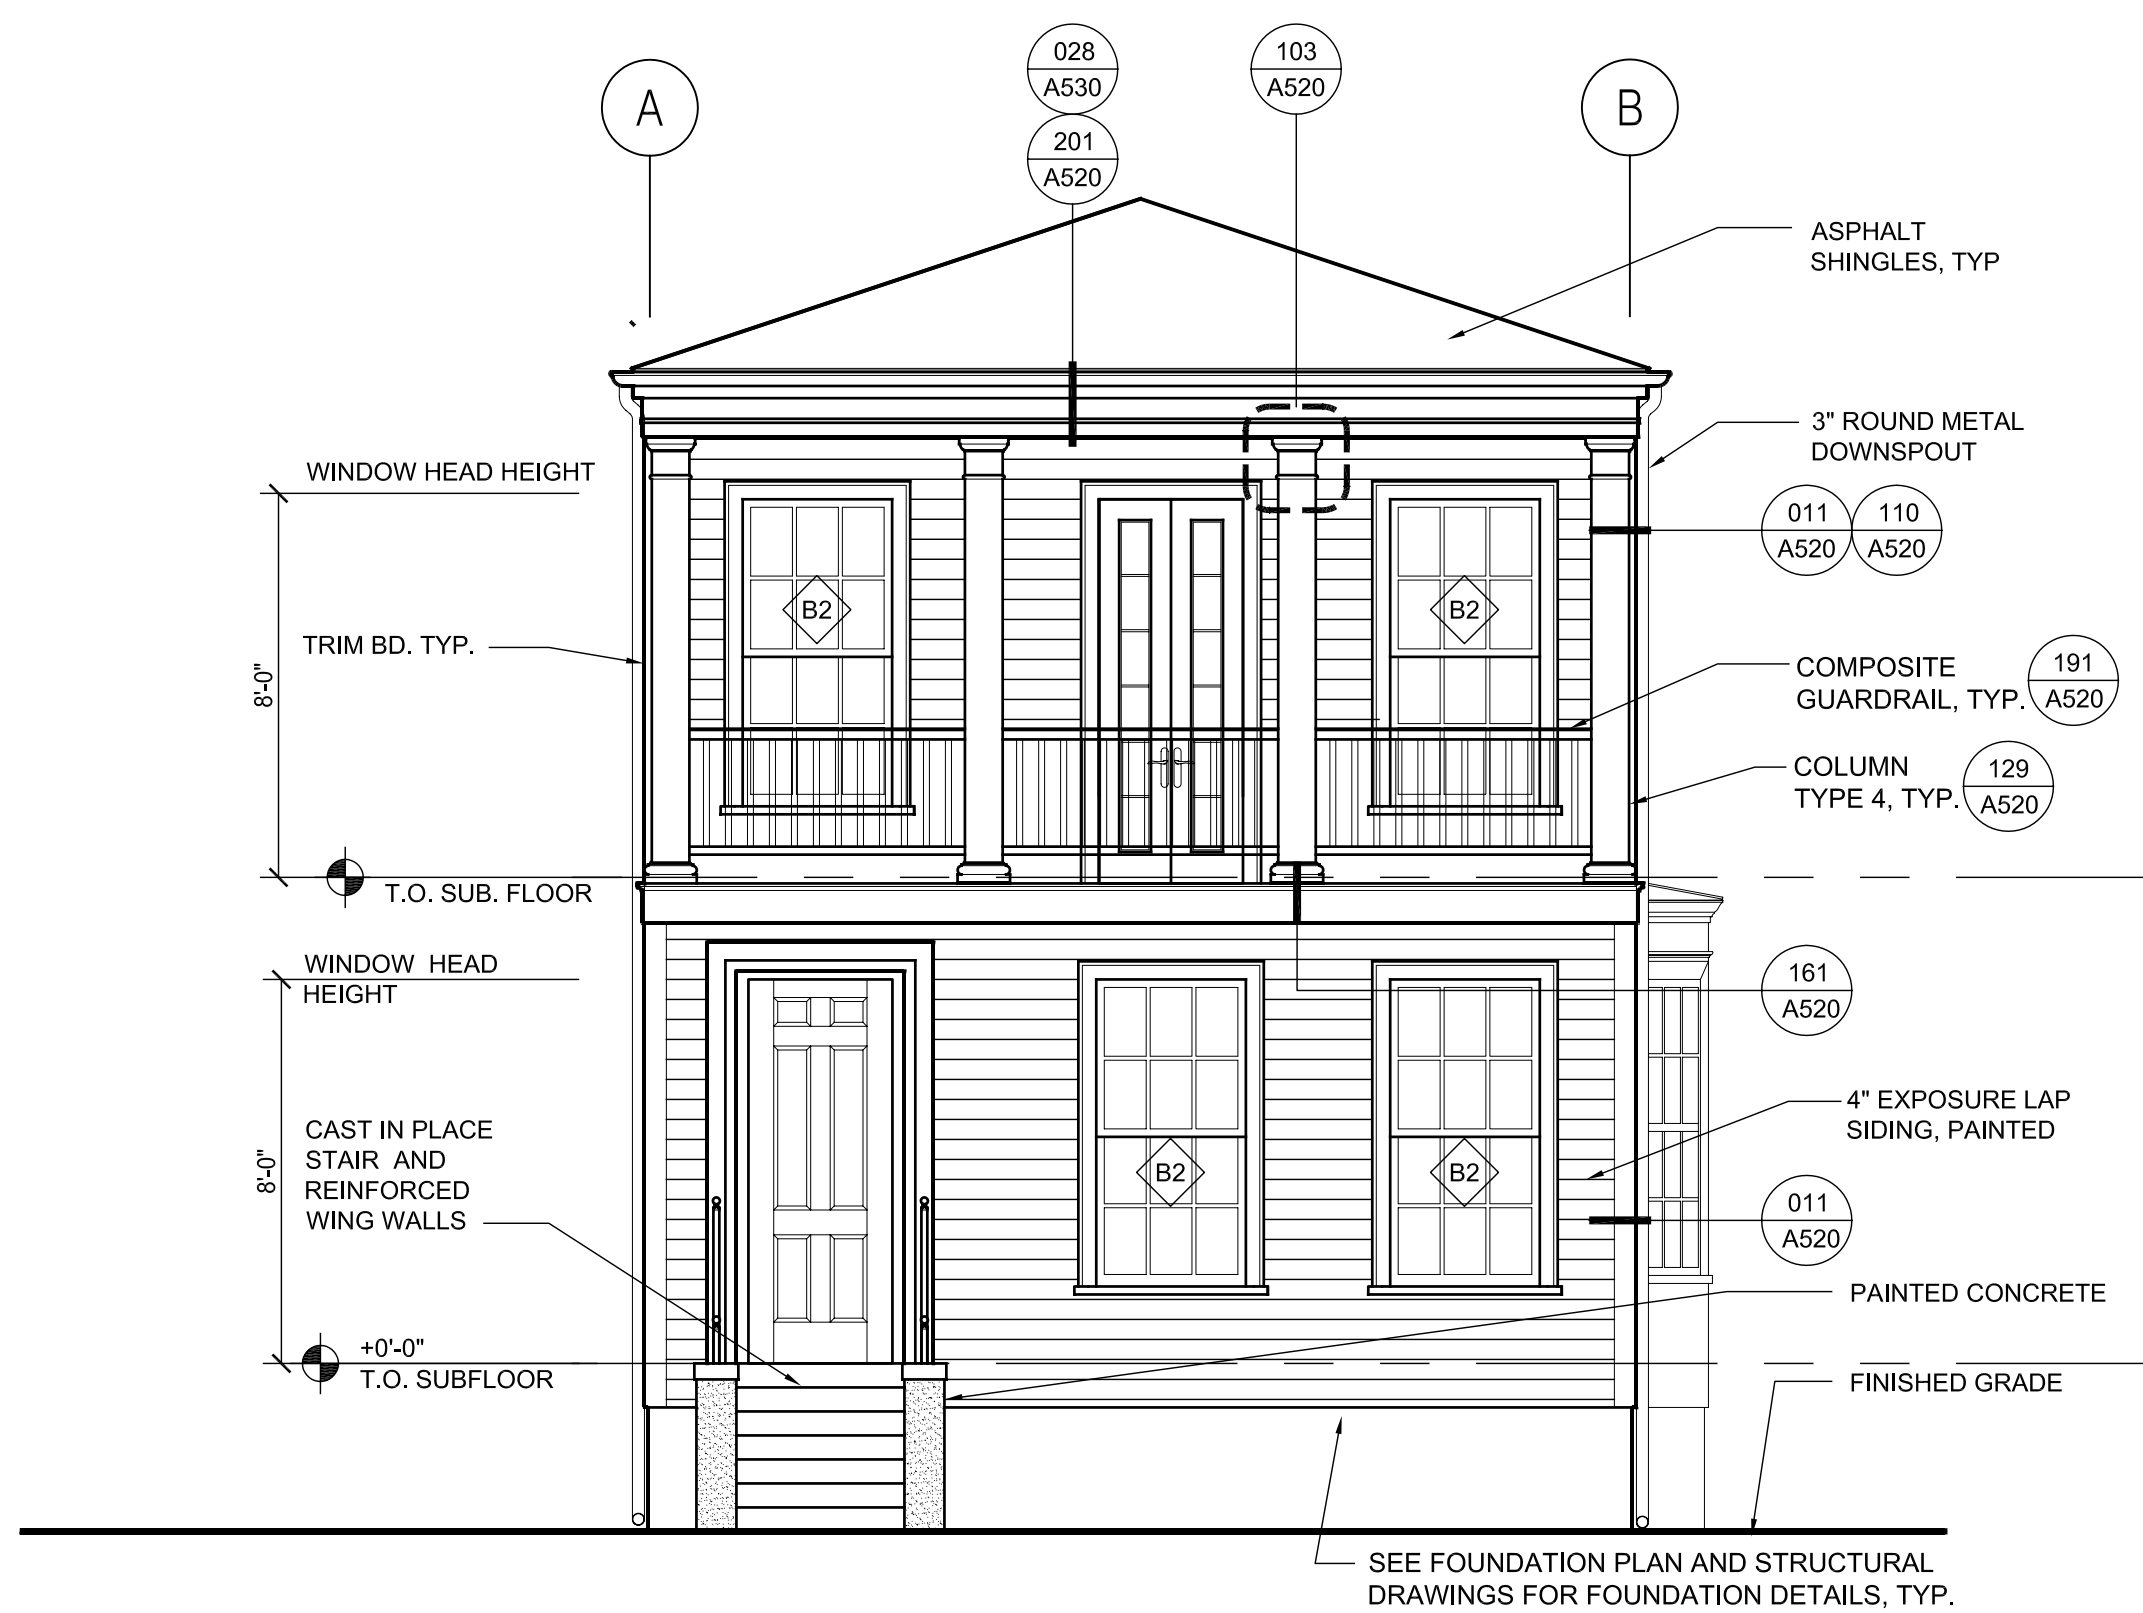 028
A530
103
A520
A
B
201
A520
ASPHALT
SHINGLES, TYP
3" ROUND METAL
DOWNSPOUT
WINDOW HEAD HEIGHT
011
A520
110
A520
B2
B2
TRIM BD. TYP.
8'-0"
COMPOSITE
GUARDRAIL, TYP.
191
A520
COLUMN
TYPE 4, TYP.
129
A520
T.O. SUB. FLOOR
WINDOW HEAD
HEIGHT
161
A520
4" EXPOSURE LAP
SIDING, PAINTED
CAST IN PLACE
STAIR AND
REINFORCED
WING WALLS
8'-0"
B2
B2
011
A520
PAINTED CONCRETE
+0'-0"
T.O. SUBFLOOR
FINISHED GRADE
SEE FOUNDATION PLAN AND STRUCTURAL
DRAWINGS FOR FOUNDATION DETAILS, TYP.